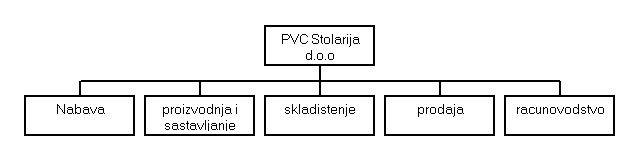 PVC Stolarija
d.o.o
Nabava
proizvodnja i
sastavljanje
skladistenje
prodaja
racunovodstvo